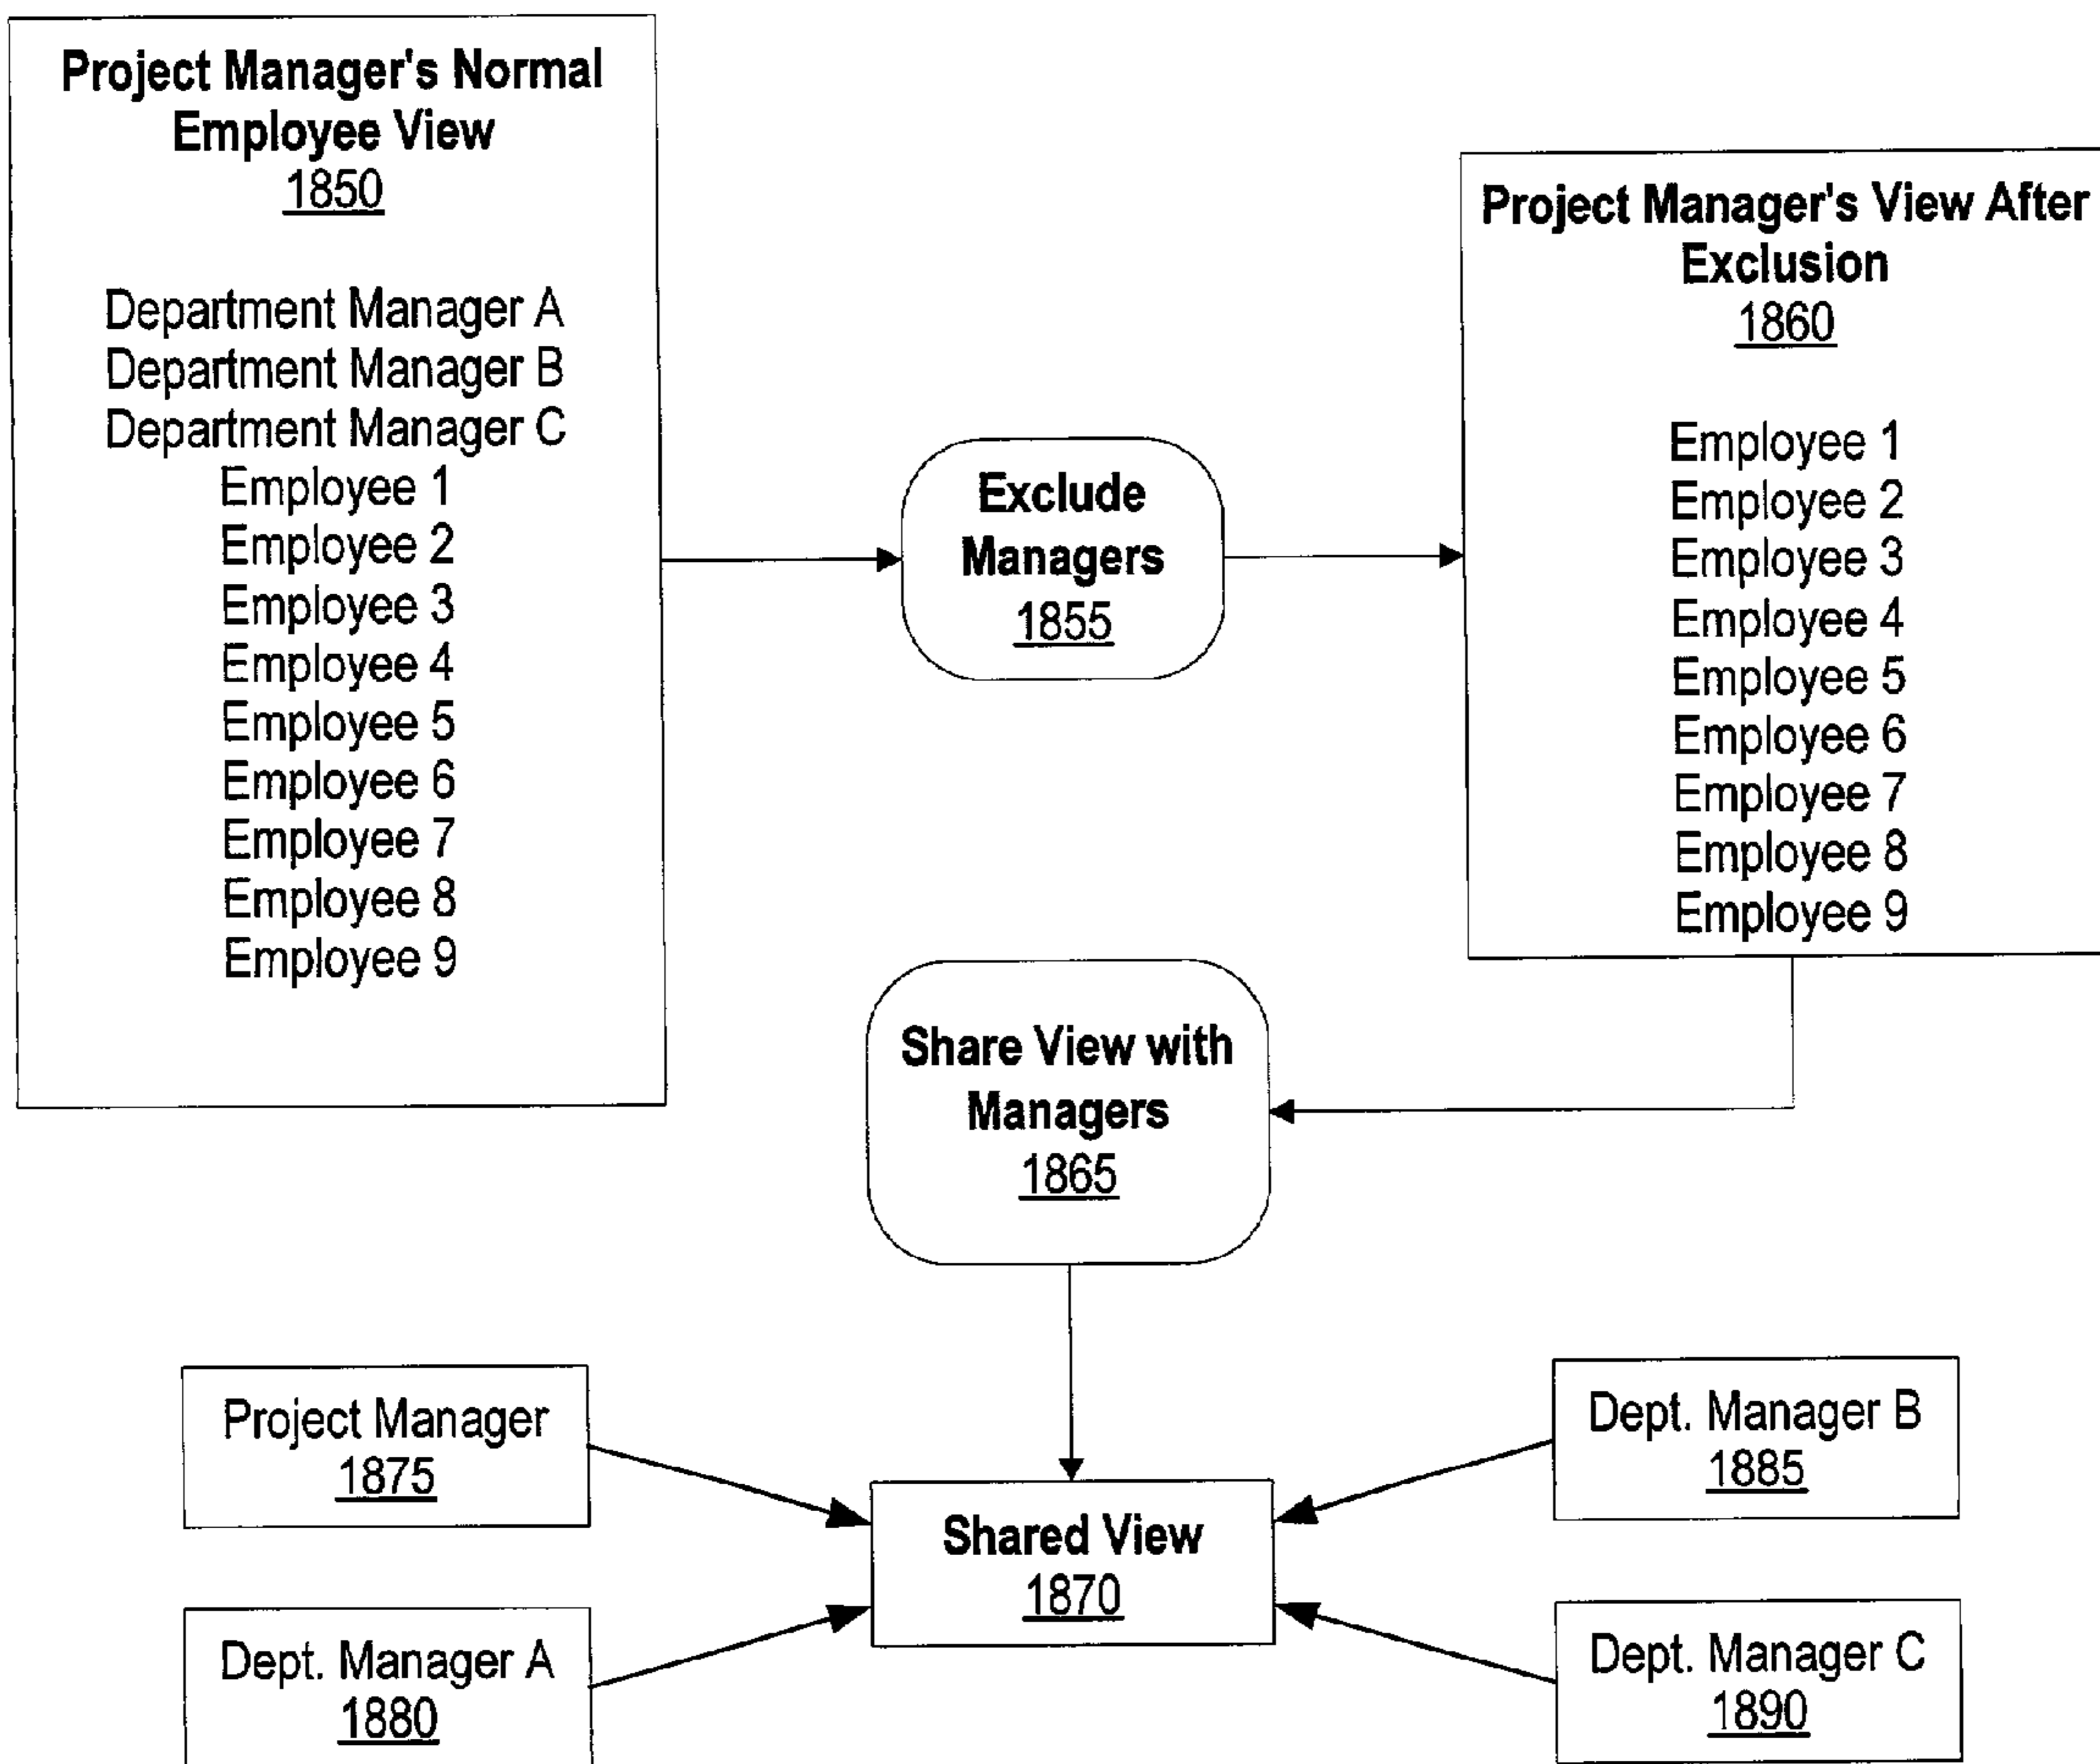 Project Manager's Normal
Employee View
1850
Department Manager A
Department Manager B
Department Manager C
Employee 1
Employee 2
Employee 3
Employee 4
Employee 5
Employee 6
Employee 7
Employee 8
Employee 9
Exclude
Managers
1855
Project Manager's View After
Exclusion
1860
Employee 1
Employee 2
Employee 3
Employee 4
Employee 5
Employee 6
Employee 7
Employee 8
Employee 9
Share View with
Managers
1865
Project Manager
1875
Dept. Manager A
1880
Shared View
1870
Dept. Manager B
1885
Dept. Manager C
1890